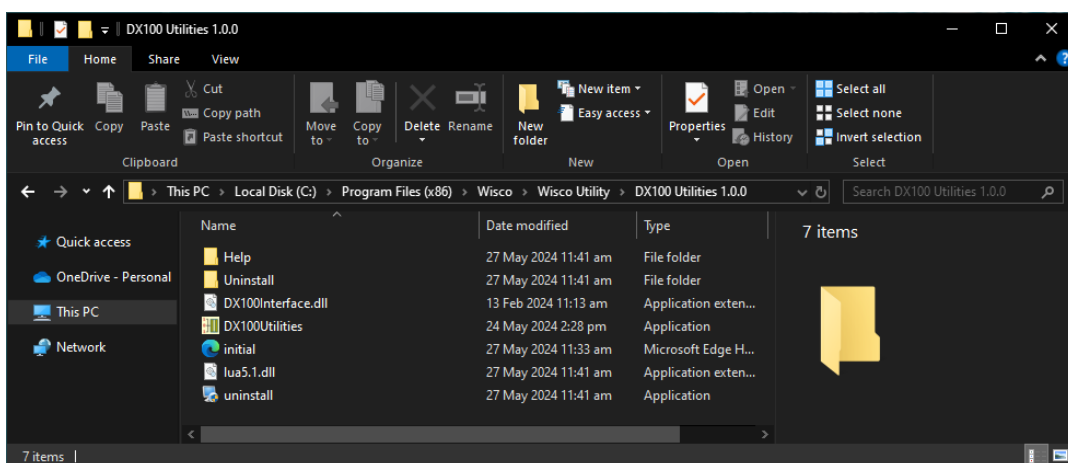 DX100 Utilities 1.0.0
File Home Share View
Pin to Quick access
Copy
Paste
Cut
Copy path
Paste shortcut
Move to
Copy to
Delete
Rename
New folder
New item
Easy access
Properties
Open
Edit
History
Select all
Select none
Invert selection
Clipboard Organize New Open Select
This PC > Local Disk (C:) > Program Files (x86) > Wisco > Wisco Utility > DX100 Utilities 1.0.0
Search DX100 Utilities 1.0.0
Quick access
OneDrive - Personal
This PC
Network
Name Date modified Type
Help 27 May 2024 11:41 am File folder
Uninstall 27 May 2024 11:41 am File folder
DX100Interface.dll 13 Feb 2024 11:13 am Application exten...
DX100Utilities 24 May 2024 2:28 pm Application
initial 27 May 2024 11:33 am Microsoft Edge H...
lua5.1.dll 27 May 2024 11:41 am Application exten...
uninstall 27 May 2024 11:41 am Application
7 items
7 items